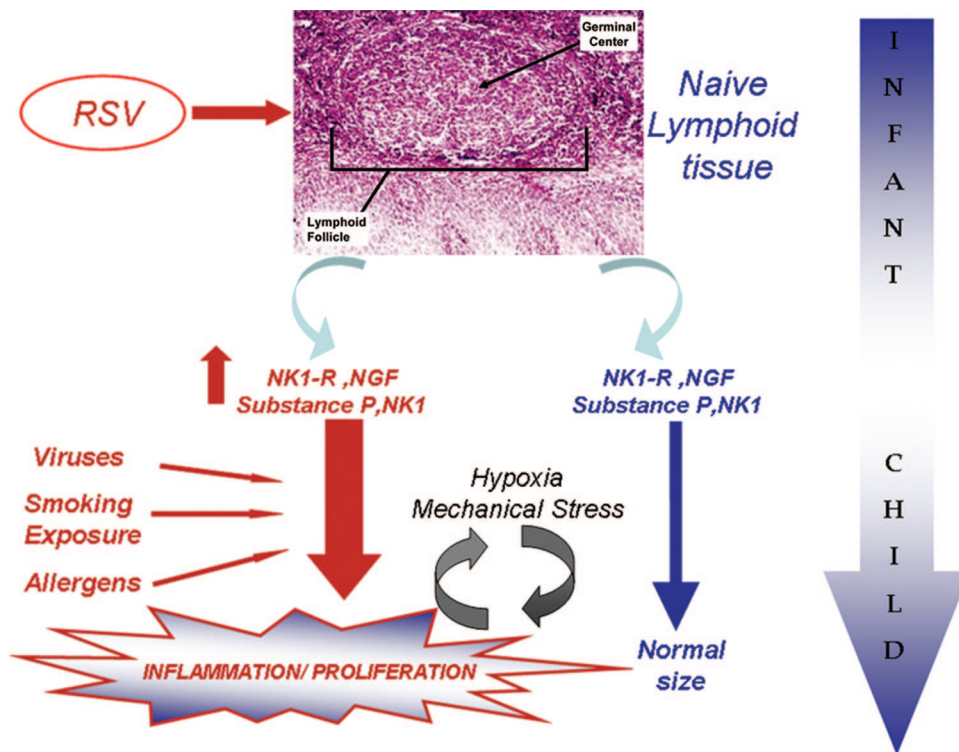 Germinal
Center
RSV
Naive
Lymphoid
tissue
Lymphoid
Follicle
I
N
F
A
N
T
NK1-R ,NGF
Substance P,NK1
NK1-R ,NGF
Substance P,NK1
Viruses
Smoking
Exposure
Allergens
Hypoxia
Mechanical Stress
INFLAMMATION/ PROLIFERATION
Normal
size
C
H
I
L
D